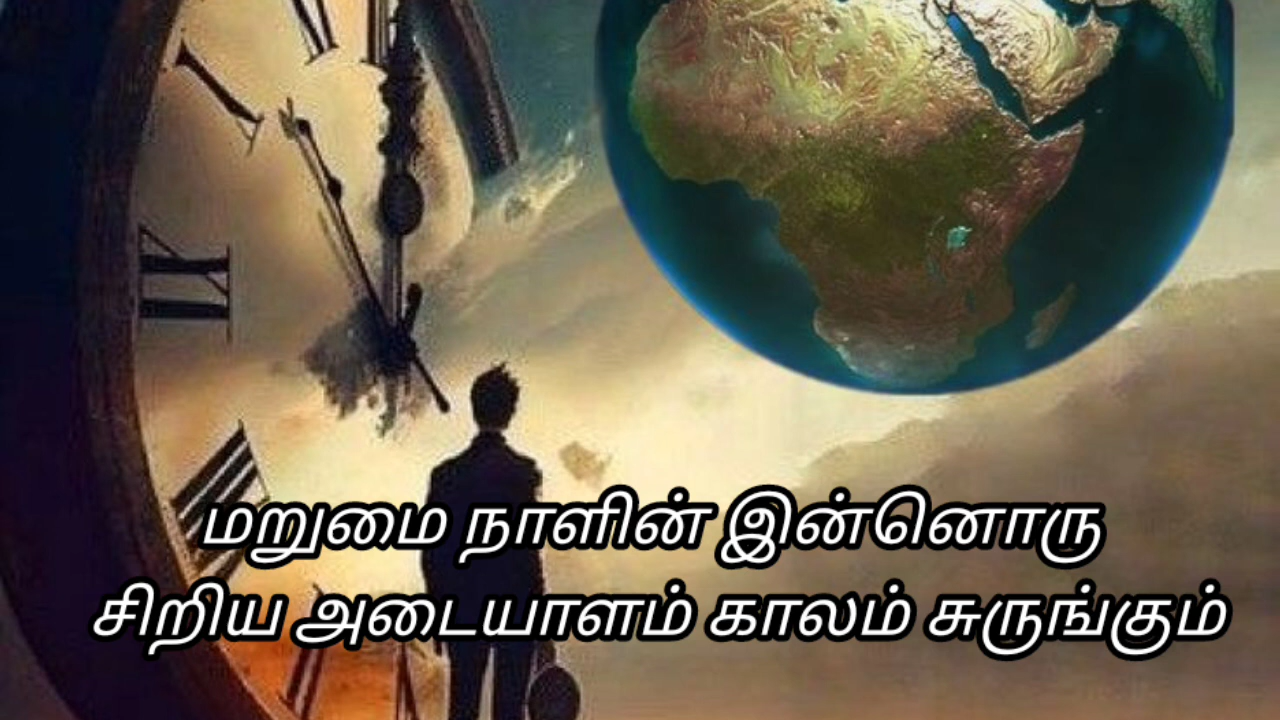 மறுமை நாளின் இன்னொரு
சிறிய அடையாளம் காலம் சுருங்கும்